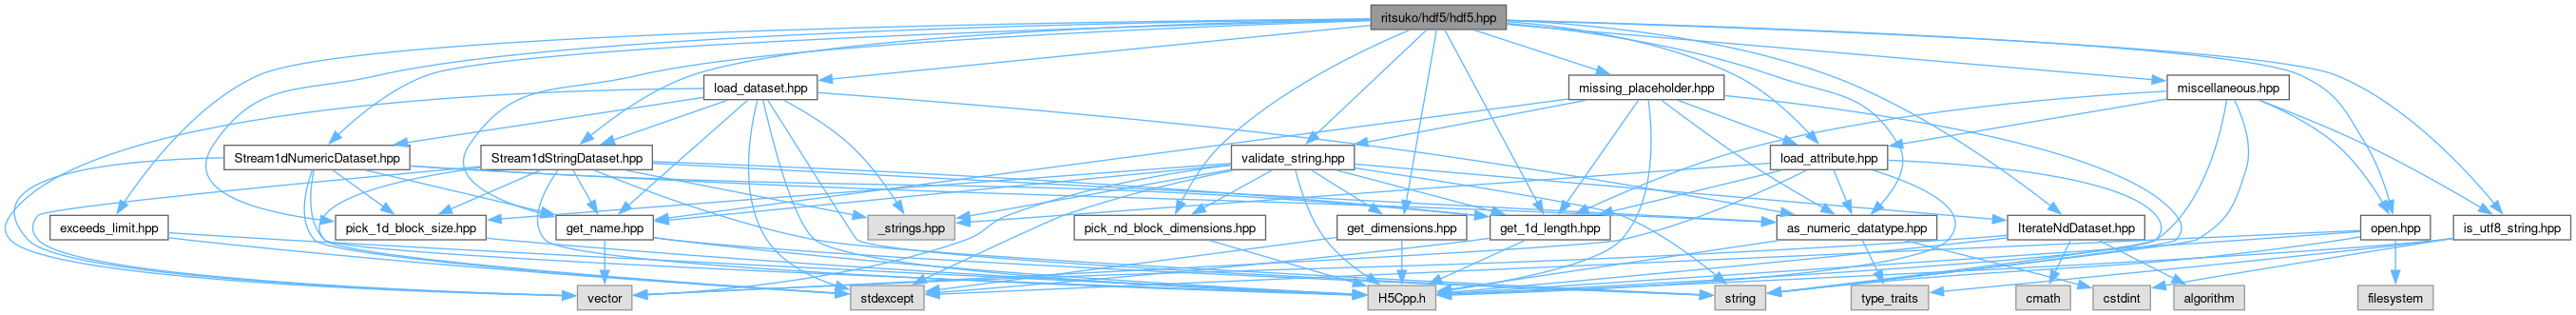 ritsuko/hdf5/hdf5.hpp
load_dataset.hpp
missing_placeholder.hpp
miscellaneous.hpp
Stream1dNumericDataset.hpp
Stream1dStringDataset.hpp
validate_string.hpp
load_attribute.hpp
exceeds_limit.hpp
pick_1d_block_size.hpp
get_name.hpp
_strings.hpp
pick_nd_block_dimensions.hpp
get_dimensions.hpp
get_1d_length.hpp
as_numeric_datatype.hpp
IterateNdDataset.hpp
open.hpp
is_utf8_string.hpp
vector
stdexcept
H5Cpp.h
string
type_traits
cmath
cstdint
algorithm
filesystem